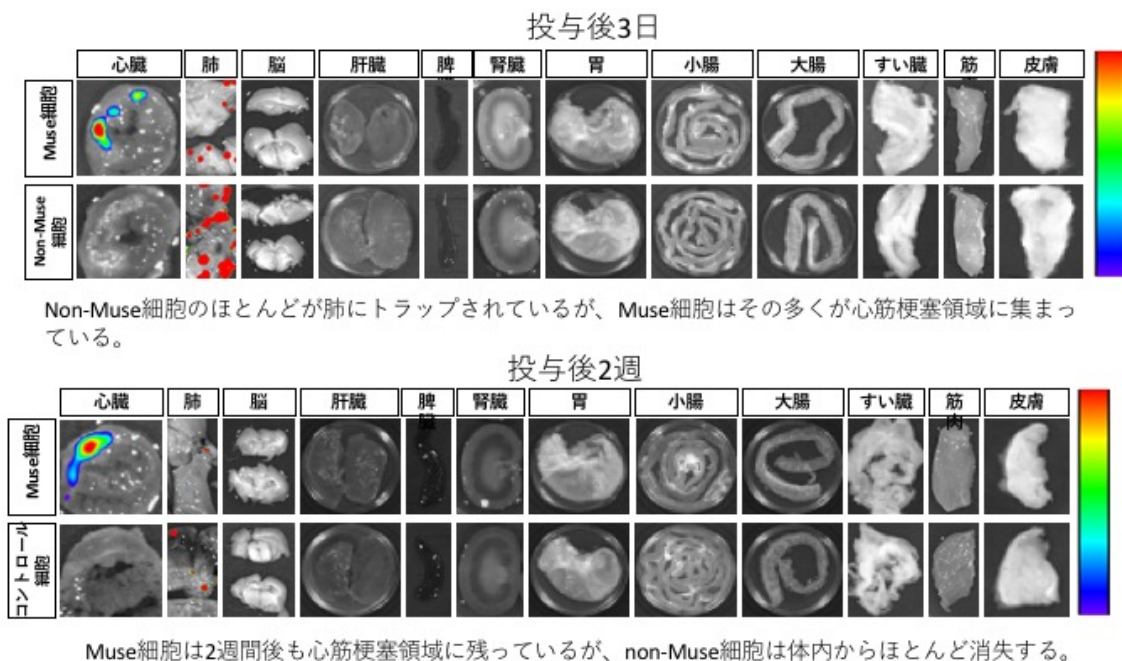 投与後3日
心臓 肺 脳 肝臓 脾 腎臓 胃 小腸 大腸 すい臓 筋 皮膚
Muse細胞
Non-Muse
細胞
Non-Muse細胞のほとんどが肺にトラップされているが、Muse細胞はその多くが心筋梗塞領域に集まっ
ている。
投与後2週
心臓 肺 脳 肝臓 脾臓 腎臓 胃 小腸 大腸 すい臓 筋肉 皮膚
Muse細胞
コントロール
細胞
Muse細胞は2週間後も心筋梗塞領域に残っているが、non-Muse細胞は体内からほとんど消失する。